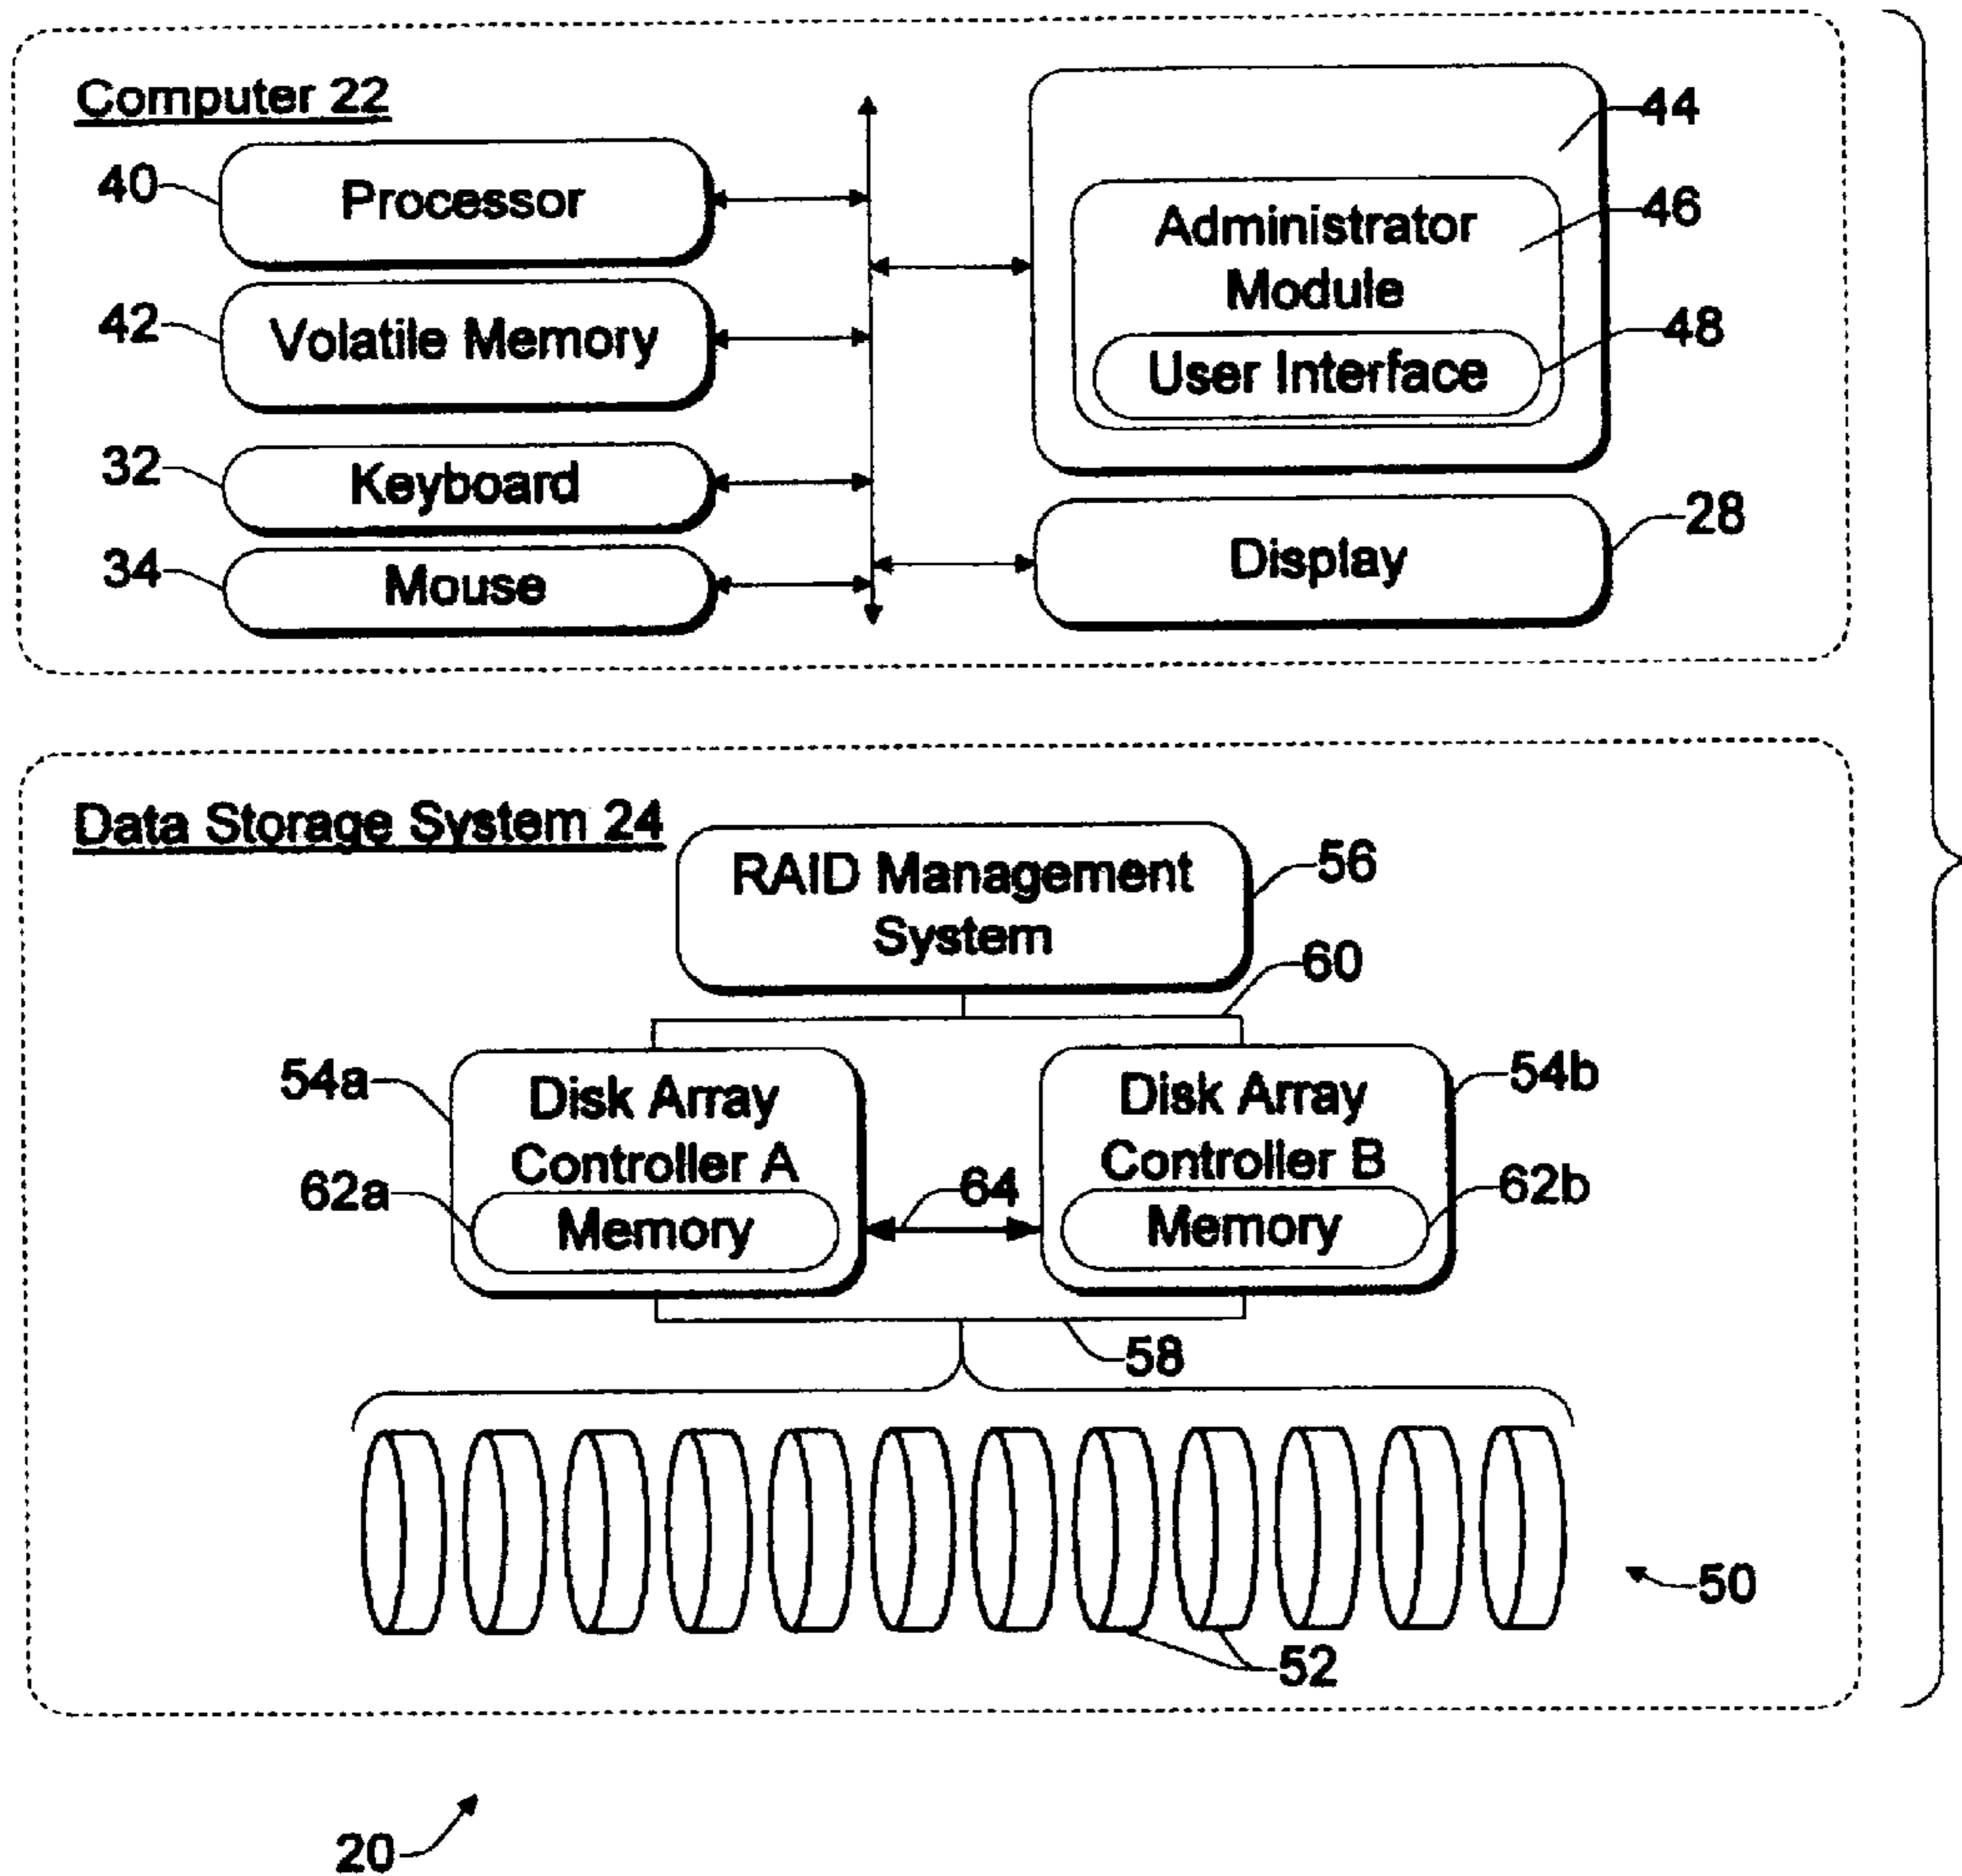 Computer 22
40
Processor
42
Volatile Memory
32
Keyboard
34
Mouse
44
Administrator
Module
46
User Interface
48
Display
28
Data Storage System 24
RAID Management
System
56
60
54a
Disk Array
Controller A
62a
Memory
64
Disk Array
Controller B
54b
Memory
62b
58
50
52
20